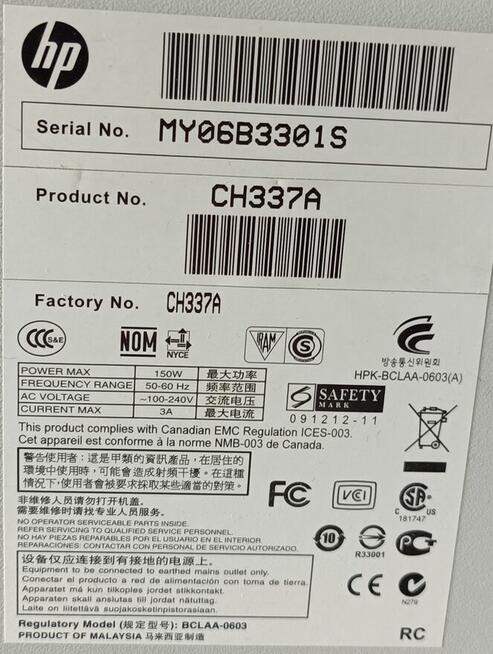 hp
Serial No. MY06B3301S
Product No. CH337A
Factory No. CH337A
CCC S&E
NOM
NYCE
IRAM
S
방송통신위원회
HPK-BCLAA-0603(A)
POWER MAX 150W 最大功率
FREQUENCY RANGE 50-60 Hz 频率范围
AC VOLTAGE ~100-240V 交流电压
CURRENT MAX 3A 最大电流
S SAFETY
MARK
091212-11
This product complies with Canadian EMC Regulation ICES-003.
Cet appareil est conforme à la norme NMB-003 du Canada.
警告使用者：這是甲類的資訊產品，在居住的
環境中使用時，可能會造成射頻干擾。在這種
情況下，使用者會被要求採取某些適當的對策。
FC
VCI
SA
C US
181747
非维修人员请勿打开机盖。
需要维修时请找专业人员服务。
NO OPERATOR SERVICEABLE PARTS INSIDE.
REFER SERVICING TO QUALIFIED SERVICE PERSONNEL.
NO HAY PIEZAS REPARABLES POR EL USUARIO EN EL INTERIOR.
REPARACIONES: CONTACTAR CON PERSONAL DE SERVICIO AUTORIZADO.
10
R33001
设备仅应连接到有接地的电源上。
Equipment to be connected to earthed mains outlet only.
Conectar el producto a red de alimentación con toma de tierra.
Apparatet må kun tilkoples jordet stikkontakt.
Apparaten skall anslutas till jordat nätuttag.
Laite on liitettävä suojakosketinpistorasiaan.
CE
N279
Regulatory Model (规定型号): BCLAA-0603
PRODUCT OF MALAYSIA 马来西亚制造
RC